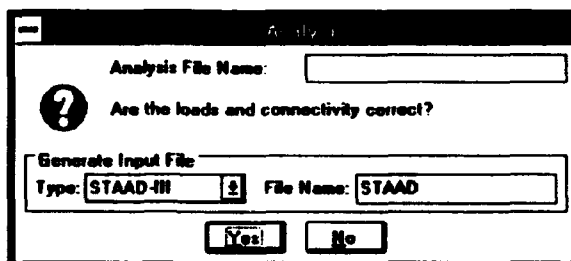 Analysis
Analysis File Name:
Are the loads and connectivity correct?
Generate Input File
Type: STAAD-III File Name: STAAD
Yes No